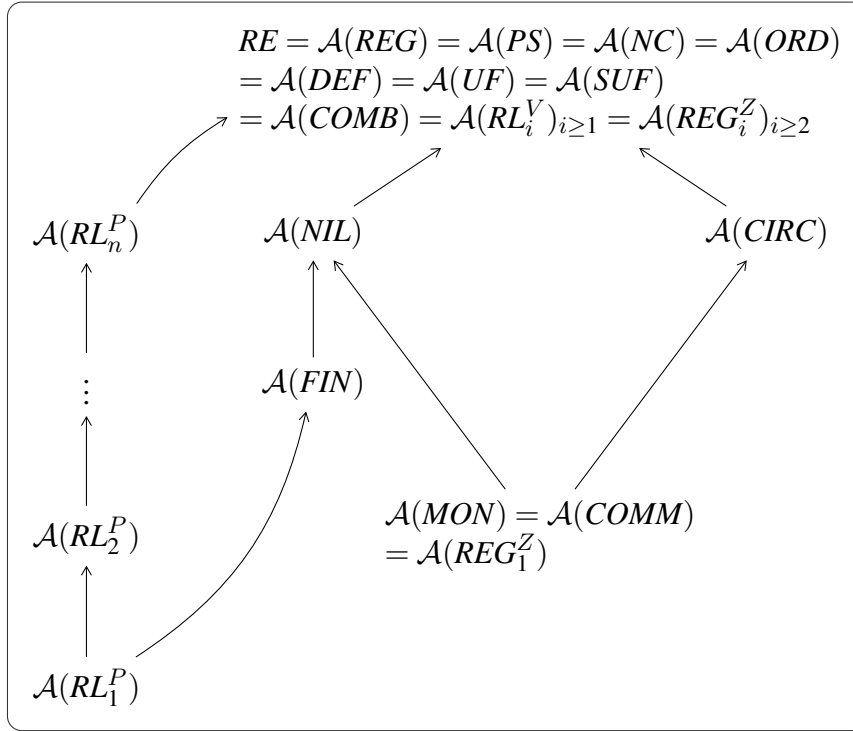 RE = 𝒜(REG) = 𝒜(PS) = 𝒜(NC) = 𝒜(ORD)
= 𝒜(DEF) = 𝒜(UF) = 𝒜(SUF)
= 𝒜(COMB) = 𝒜(RL_i^V)_{i≥1} = 𝒜(REG_i^Z)_{i≥2}
𝒜(RL_n^P) 𝒜(NIL) 𝒜(CIRC)
⋮ 𝒜(FIN)
𝒜(RL_2^P) 𝒜(MON) = 𝒜(COMM)
= 𝒜(REG_1^Z)
𝒜(RL_1^P)